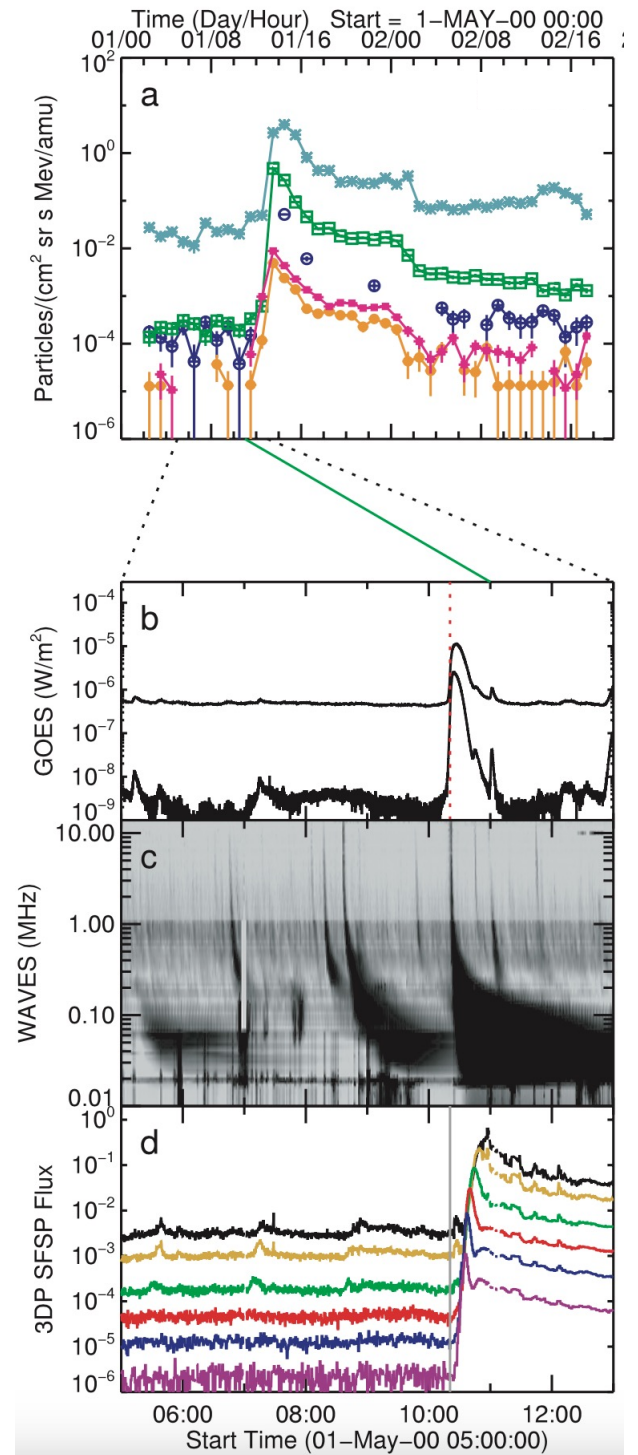 Time (Day/Hour)   Start =  1-MAY-00 00:00
01/00 01/08 01/16 02/00 02/08 02/16 2
10²
10⁰
10⁻²
10⁻⁴
10⁻⁶
Particles/(cm² sr s Mev/amu)
a
10⁻⁴
10⁻⁵
10⁻⁶
10⁻⁷
10⁻⁸
10⁻⁹
GOES (W/m²)
b
10.00
1.00
0.10
0.01
WAVES (MHz)
c
10⁰
10⁻¹
10⁻²
10⁻³
10⁻⁴
10⁻⁵
10⁻⁶
3DP SFSP Flux
d
06:00 08:00 10:00 12:00
Start Time (01-May-00 05:00:00)